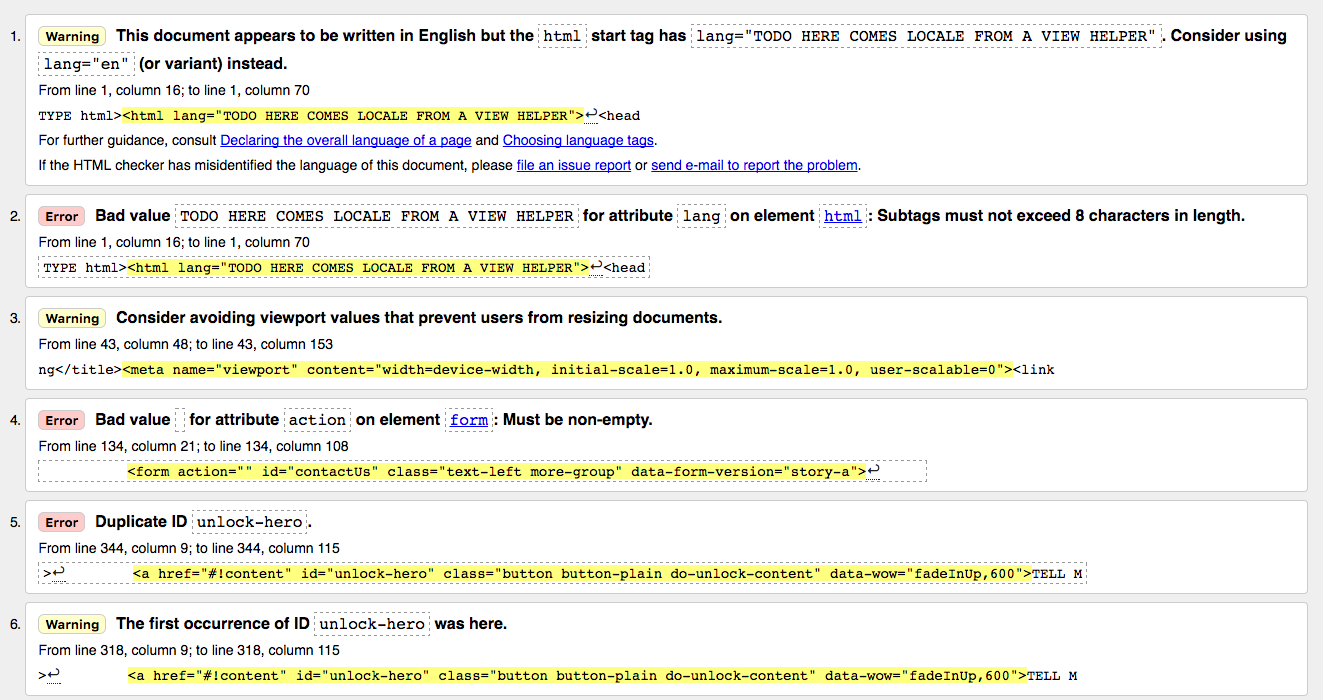 1. Warning This document appears to be written in English but the html start tag has lang="TODO HERE COMES LOCALE FROM A VIEW HELPER". Consider using
lang="en" (or variant) instead.
From line 1, column 16; to line 1, column 70
TYPE html><html lang="TODO HERE COMES LOCALE FROM A VIEW HELPER">↩<head
For further guidance, consult Declaring the overall language of a page and Choosing language tags.
If the HTML checker has misidentified the language of this document, please file an issue report or send e-mail to report the problem.
2. Error Bad value TODO HERE COMES LOCALE FROM A VIEW HELPER for attribute lang on element html: Subtags must not exceed 8 characters in length.
From line 1, column 16; to line 1, column 70
TYPE html><html lang="TODO HERE COMES LOCALE FROM A VIEW HELPER">↩<head
3. Warning Consider avoiding viewport values that prevent users from resizing documents.
From line 43, column 48; to line 43, column 153
ng</title><meta name="viewport" content="width=device-width, initial-scale=1.0, maximum-scale=1.0, user-scalable=0"><link
4. Error Bad value for attribute action on element form: Must be non-empty.
From line 134, column 21; to line 134, column 108
<form action="" id="contactUs" class="text-left more-group" data-form-version="story-a">↩
5. Error Duplicate ID unlock-hero.
From line 344, column 9; to line 344, column 115
>↩ <a href="#!content" id="unlock-hero" class="button button-plain do-unlock-content" data-wow="fadeInUp,600">TELL M
6. Warning The first occurrence of ID unlock-hero was here.
From line 318, column 9; to line 318, column 115
>↩ <a href="#!content" id="unlock-hero" class="button button-plain do-unlock-content" data-wow="fadeInUp,600">TELL M